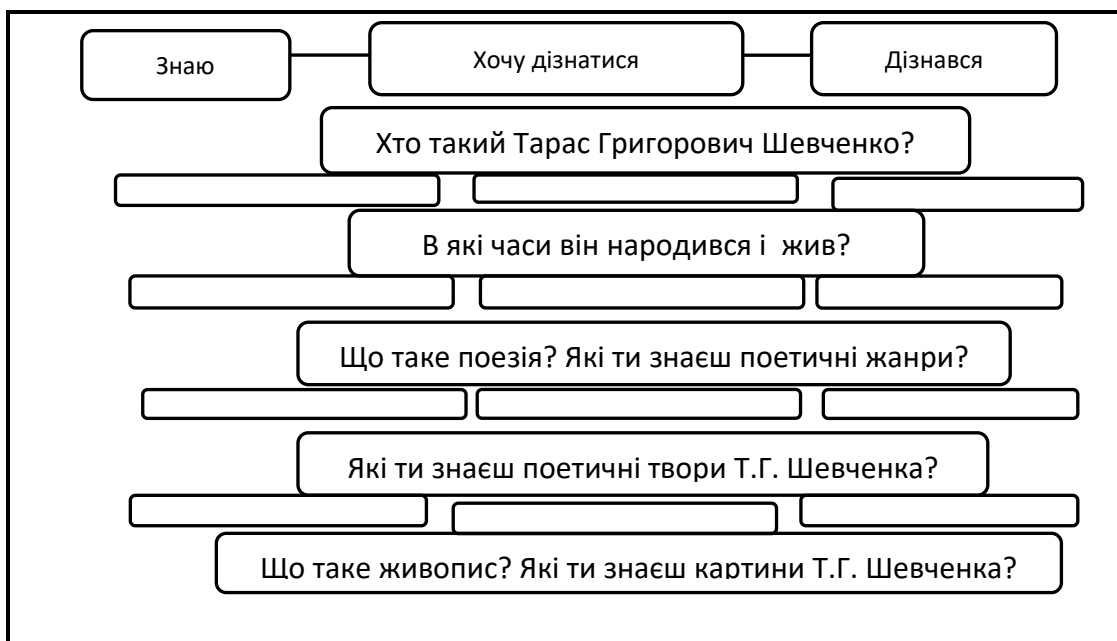 Знаю
Хочу дізнатися
Дізнався
Хто такий Тарас Григорович Шевченко?
В які часи він народився і жив?
Що таке поезія? Які ти знаєш поетичні жанри?
Які ти знаєш поетичні твори Т.Г. Шевченка?
Що таке живопис? Які ти знаєш картини Т.Г. Шевченка?